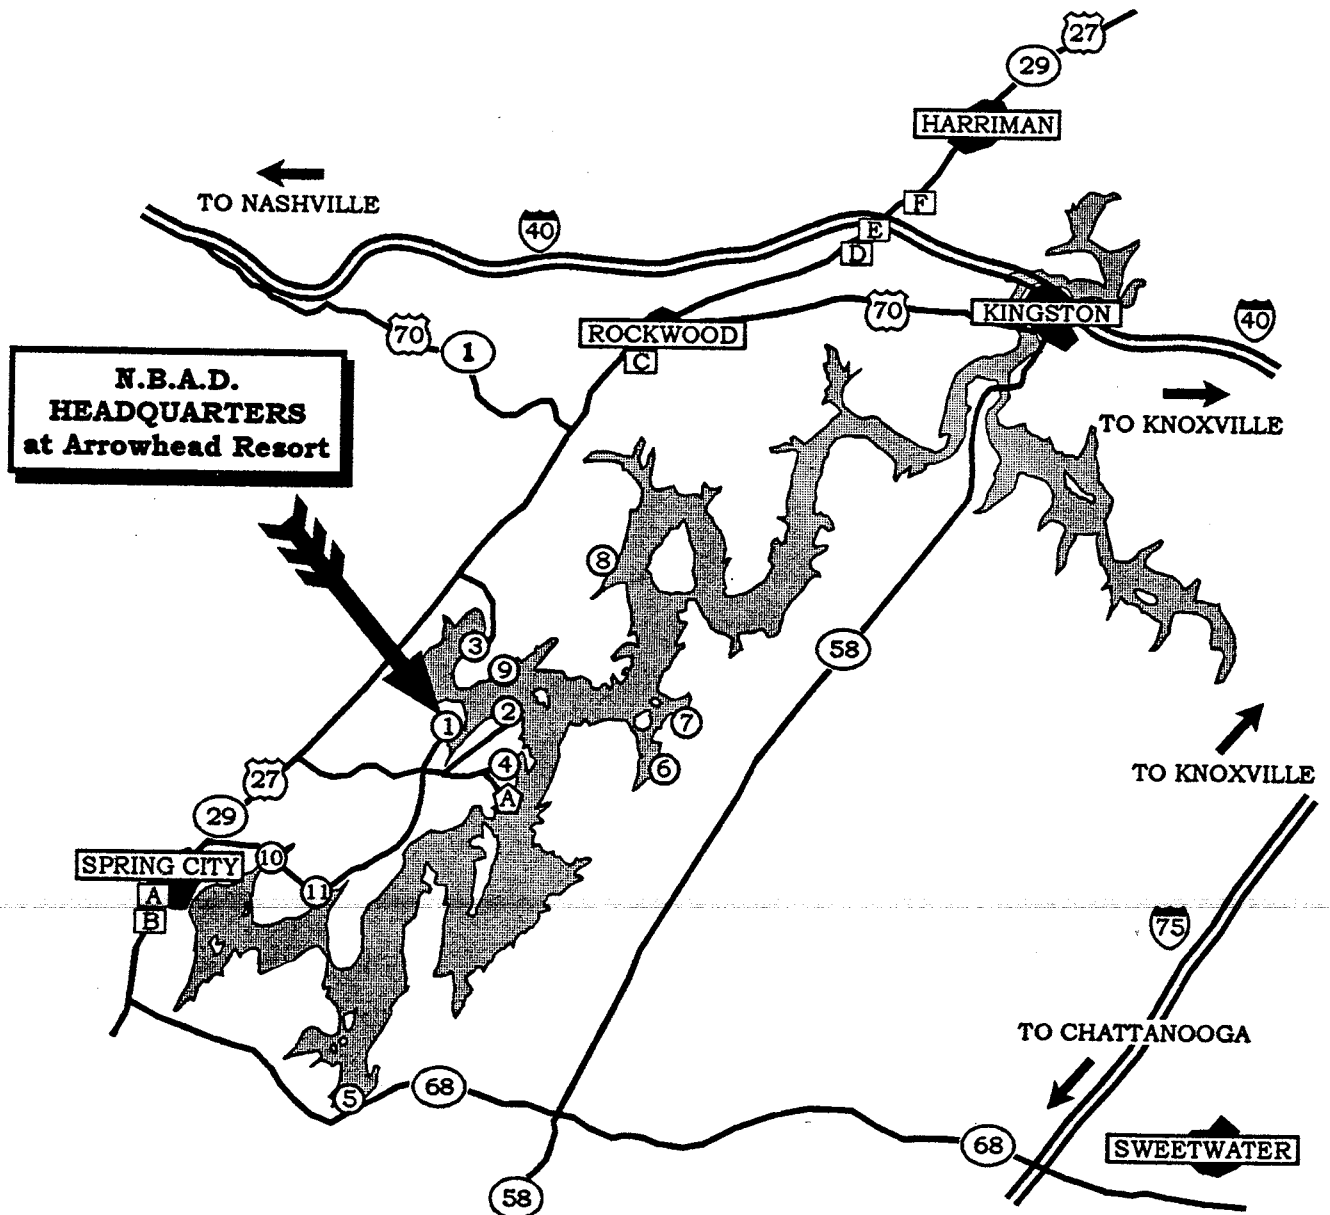 27
29
HARRIMAN
TO NASHVILLE
F
40
E
D
70
KINGSTON
40
70
ROCKWOOD
1
C
N.B.A.D.
HEADQUARTERS
at Arrowhead Resort
TO KNOXVILLE
8
3
58
9
2
7
1
4
6
27
A
TO KNOXVILLE
29
10
SPRING CITY
11
A
B
75
TO CHATTANOOGA
5
68
68
SWEETWATER
58